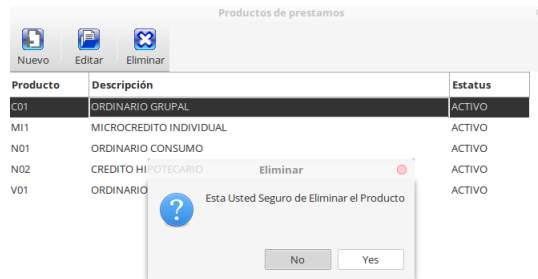 Productos de prestamos
Nuevo Editar Eliminar
Producto Descripción Estatus
C01 ORDINARIO GRUPAL ACTIVO
MI1 MICROCREDITO INDIVIDUAL ACTIVO
N01 ORDINARIO CONSUMO ACTIVO
N02 CREDITO HIPOTECARIO ACTIVO
V01 ORDINARIO ACTIVO
Eliminar
Esta Usted Seguro de Eliminar el Producto
No Yes